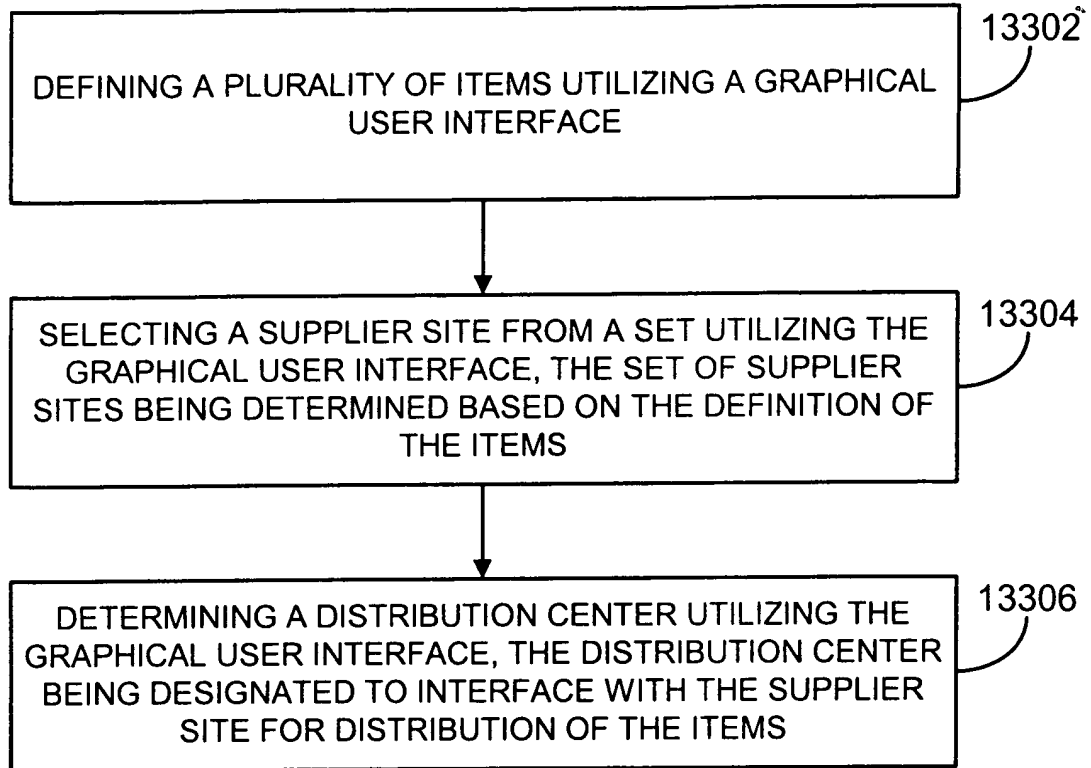 13302
DEFINING A PLURALITY OF ITEMS UTILIZING A GRAPHICAL
USER INTERFACE
13304
SELECTING A SUPPLIER SITE FROM A SET UTILIZING THE
GRAPHICAL USER INTERFACE, THE SET OF SUPPLIER
SITES BEING DETERMINED BASED ON THE DEFINITION OF
THE ITEMS
13306
DETERMINING A DISTRIBUTION CENTER UTILIZING THE
GRAPHICAL USER INTERFACE, THE DISTRIBUTION CENTER
BEING DESIGNATED TO INTERFACE WITH THE SUPPLIER
SITE FOR DISTRIBUTION OF THE ITEMS